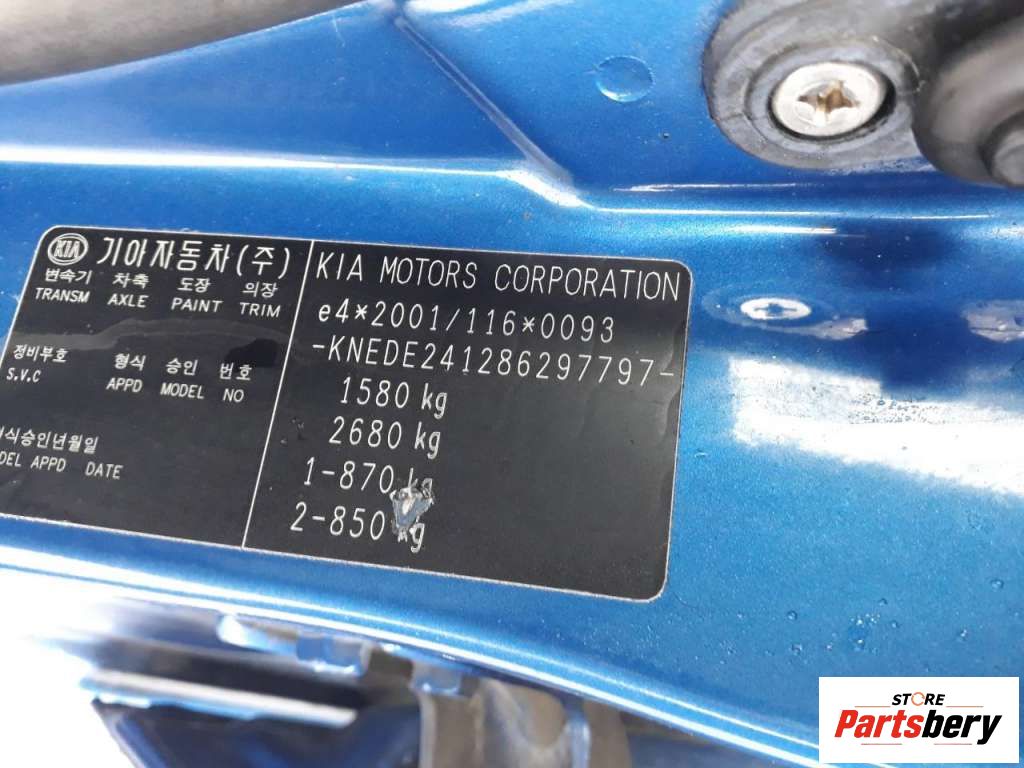 KIA 기아자동차(주)
변속기 차축 도장 의장
TRANSM AXLE PAINT TRIM
정비부호 형식 승인 번호
S.V.C APPD MODEL NO
형식승인년월일
APPD DATE
KIA MOTORS CORPORATION
e4*2001/116*0093
-KNEDE241286297797-
1580 kg
2680 kg
1-870 kg
2-850 kg
STORE
Partsbery